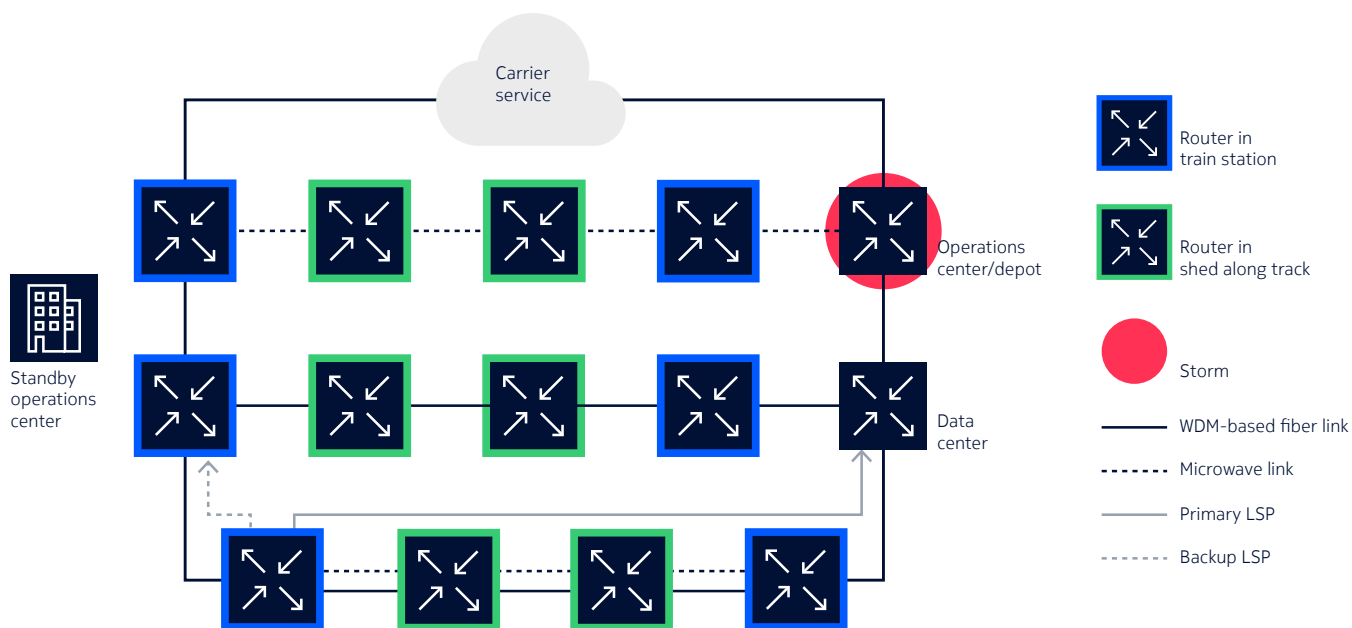 Carrier
service
Operations
center/depot
Standby
operations
center
Data
center
Router in
train station
Router in
shed along track
Storm
WDM-based fiber link
Microwave link
Primary LSP
Backup LSP